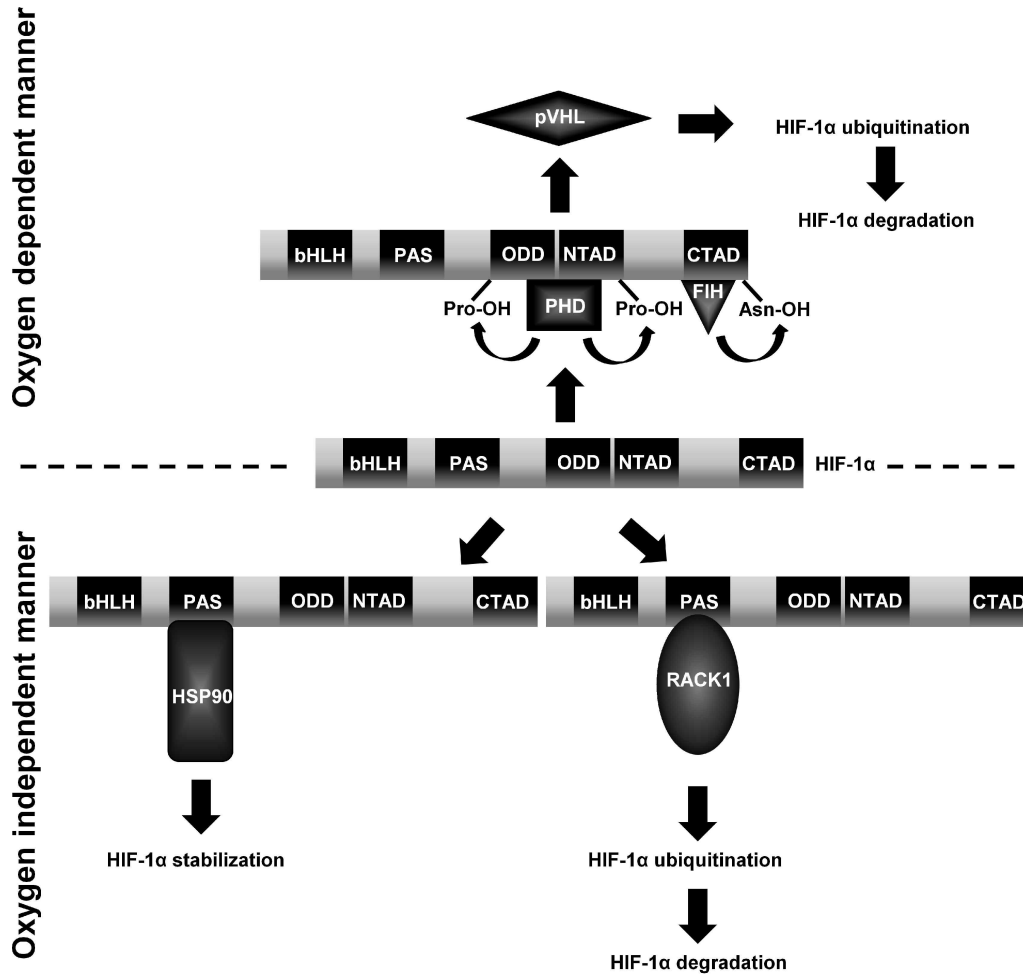 Oxygen dependent manner
pVHL
HIF-1α ubiquitination
HIF-1α degradation
bHLH PAS ODD NTAD CTAD
Pro-OH PHD Pro-OH FIH Asn-OH
bHLH PAS ODD NTAD CTAD HIF-1α
Oxygen independent manner
bHLH PAS ODD NTAD CTAD bHLH PAS ODD NTAD CTAD
HSP90 RACK1
HIF-1α stabilization HIF-1α ubiquitination
HIF-1α degradation